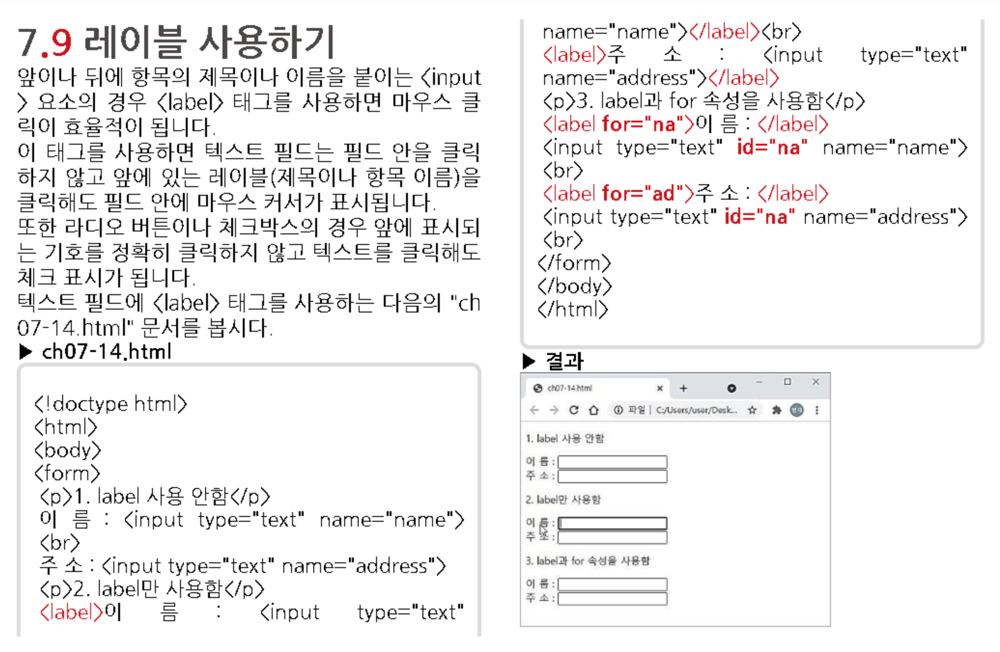 7.9 레이블 사용하기
앞이나 뒤에 항목의 제목이나 이름을 붙이는 <input
> 요소의 경우 <label> 태그를 사용하면 마우스 클
릭이 효율적이 됩니다.
이 태그를 사용하면 텍스트 필드는 필드 안을 클릭
하지 않고 앞에 있는 레이블(제목이나 항목 이름)을
클릭해도 필드 안에 마우스 커서가 표시됩니다.
또한 라디오 버튼이나 체크박스의 경우 앞에 표시되
는 기호를 정확히 클릭하지 않고 텍스트를 클릭해도
체크 표시가 됩니다.
텍스트 필드에 <label> 태그를 사용하는 다음의 "ch
07-14.html" 문서를 봅시다.
▶ ch07-14.html
<!doctype html>
<html>
<body>
<form>
<p>1. label 사용 안함</p>
이 름 : <input type="text" name="name">
<br>
주 소 : <input type="text" name="address">
<p>2. label만 사용함</p>
<label>이 름 : <input type="text"
name="name"></label><br>
<label>주 소 : <input type="text"
name="address"></label>
<p>3. label과 for 속성을 사용함</p>
<label for="na">이 름 : </label>
<input type="text" id="na" name="name">
<br>
<label for="ad">주 소 : </label>
<input type="text" id="na" name="address">
<br>
</form>
</body>
</html>
▶ 결과
ch07-14.html
파일 | C:/Users/user/Desk...
1. label 사용 안함
이 름 :
주 소 :
2. label만 사용함
이 름 :
주 소 :
3. label과 for 속성을 사용함
이 름 :
주 소 :